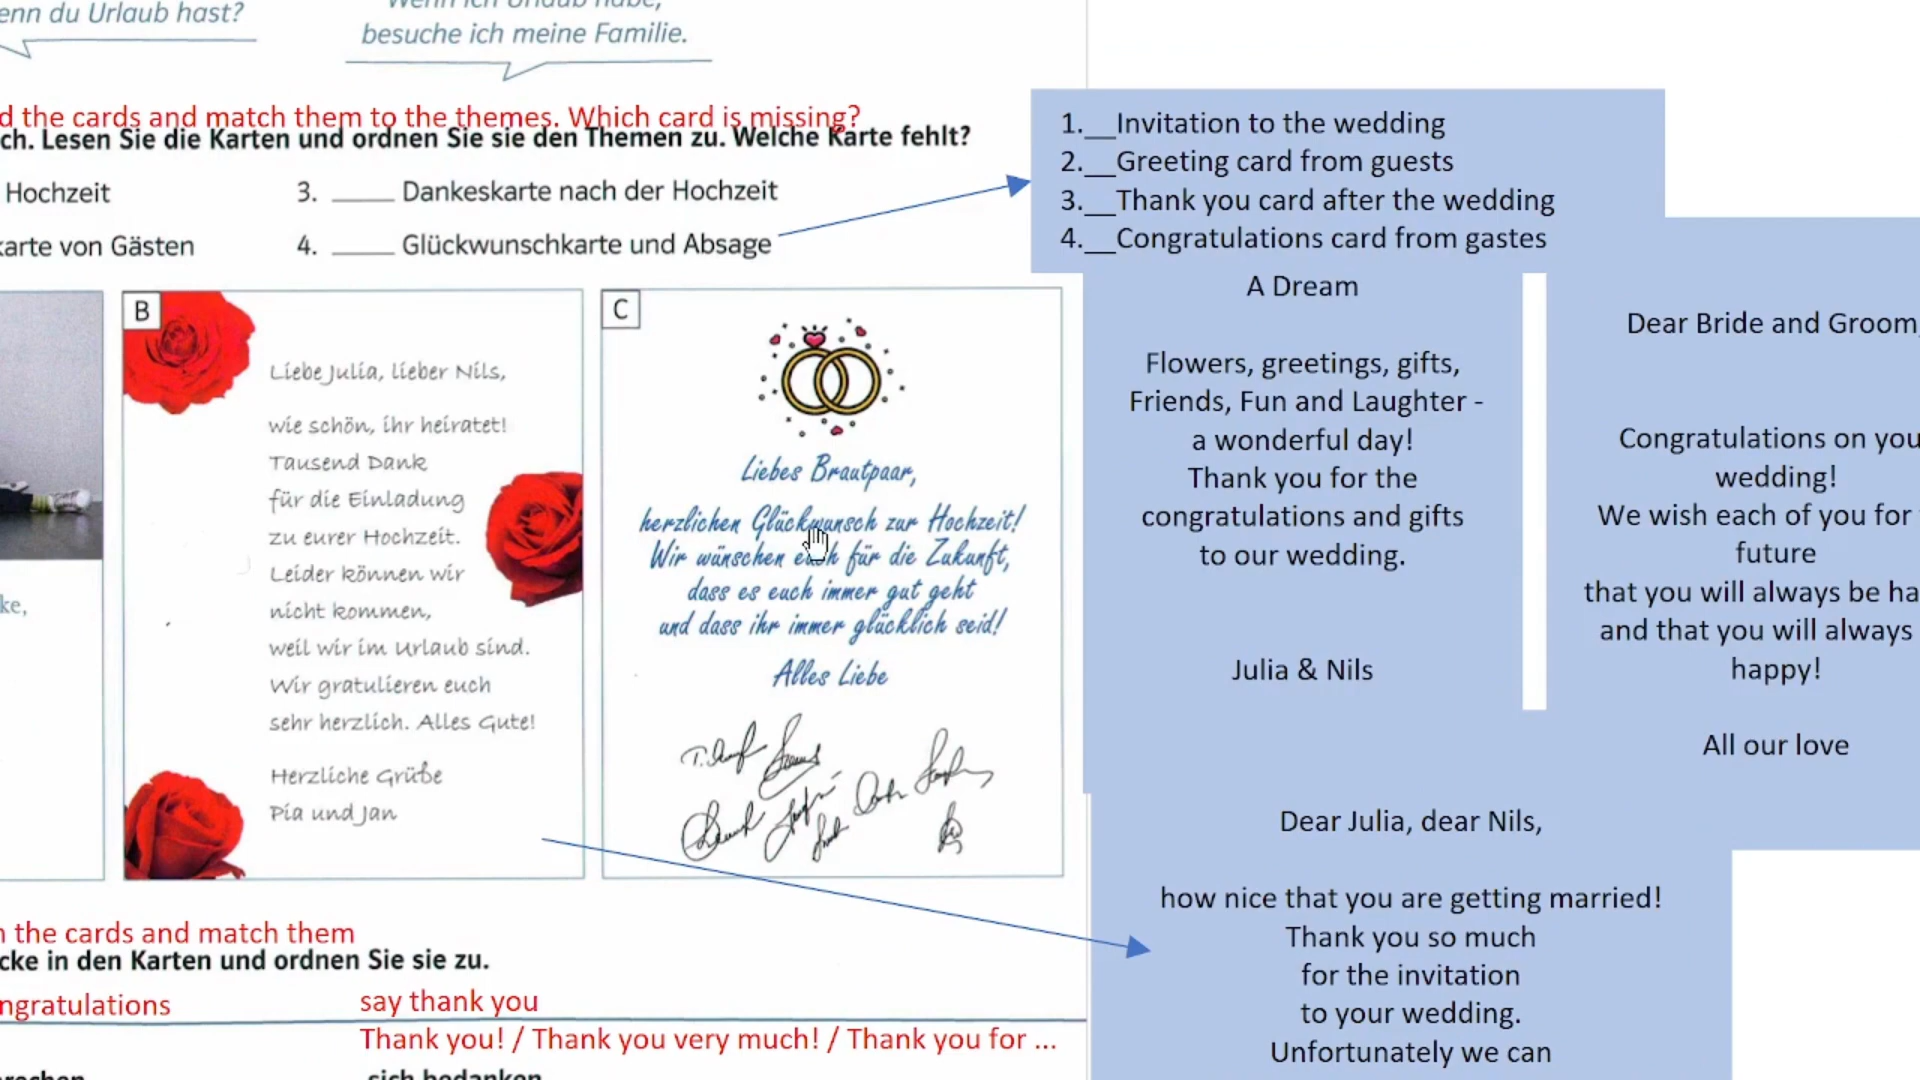 enn du Urlaub hast?
Wenn ich Urlaub habe,
besuche ich meine Familie.
d the cards and match them to the themes. Which card is missing?
ch. Lesen Sie die Karten und ordnen Sie sie den Themen zu. Welche Karte fehlt?
Hochzeit
3. ____ Dankeskarte nach der Hochzeit
karte von Gästen
4. ____ Glückwunschkarte und Absage
1.__Invitation to the wedding
2.__Greeting card from guests
3.__Thank you card after the wedding
4.__Congratulations card from gastes
ke,
B
Liebe Julia, lieber Nils,
wie schön, ihr heiratet!
Tausend Dank
für die Einladung
zu eurer Hochzeit.
Leider können wir
nicht kommen,
weil wir im Urlaub sind.
Wir gratulieren euch
sehr herzlich. Alles Gute!
Herzliche Grüße
Pia und Jan
C
Liebes Brautpaar,
herzlichen Glückwunsch zur Hochzeit!
Wir wünschen euch für die Zukunft,
dass es euch immer gut geht
und dass ihr immer glücklich seid!
Alles Liebe
A Dream
Flowers, greetings, gifts,
Friends, Fun and Laughter -
a wonderful day!
Thank you for the
congratulations and gifts
to our wedding.
Julia & Nils
Dear Bride and Groom,
Congratulations on you
wedding!
We wish each of you for
future
that you will always be ha
and that you will always
happy!
All our love
Dear Julia, dear Nils,
how nice that you are getting married!
Thank you so much
for the invitation
to your wedding.
Unfortunately we can
n the cards and match them
cke in den Karten und ordnen Sie sie zu.
ngratulations
say thank you
Thank you! / Thank you very much! / Thank you for ...
sich bedanken